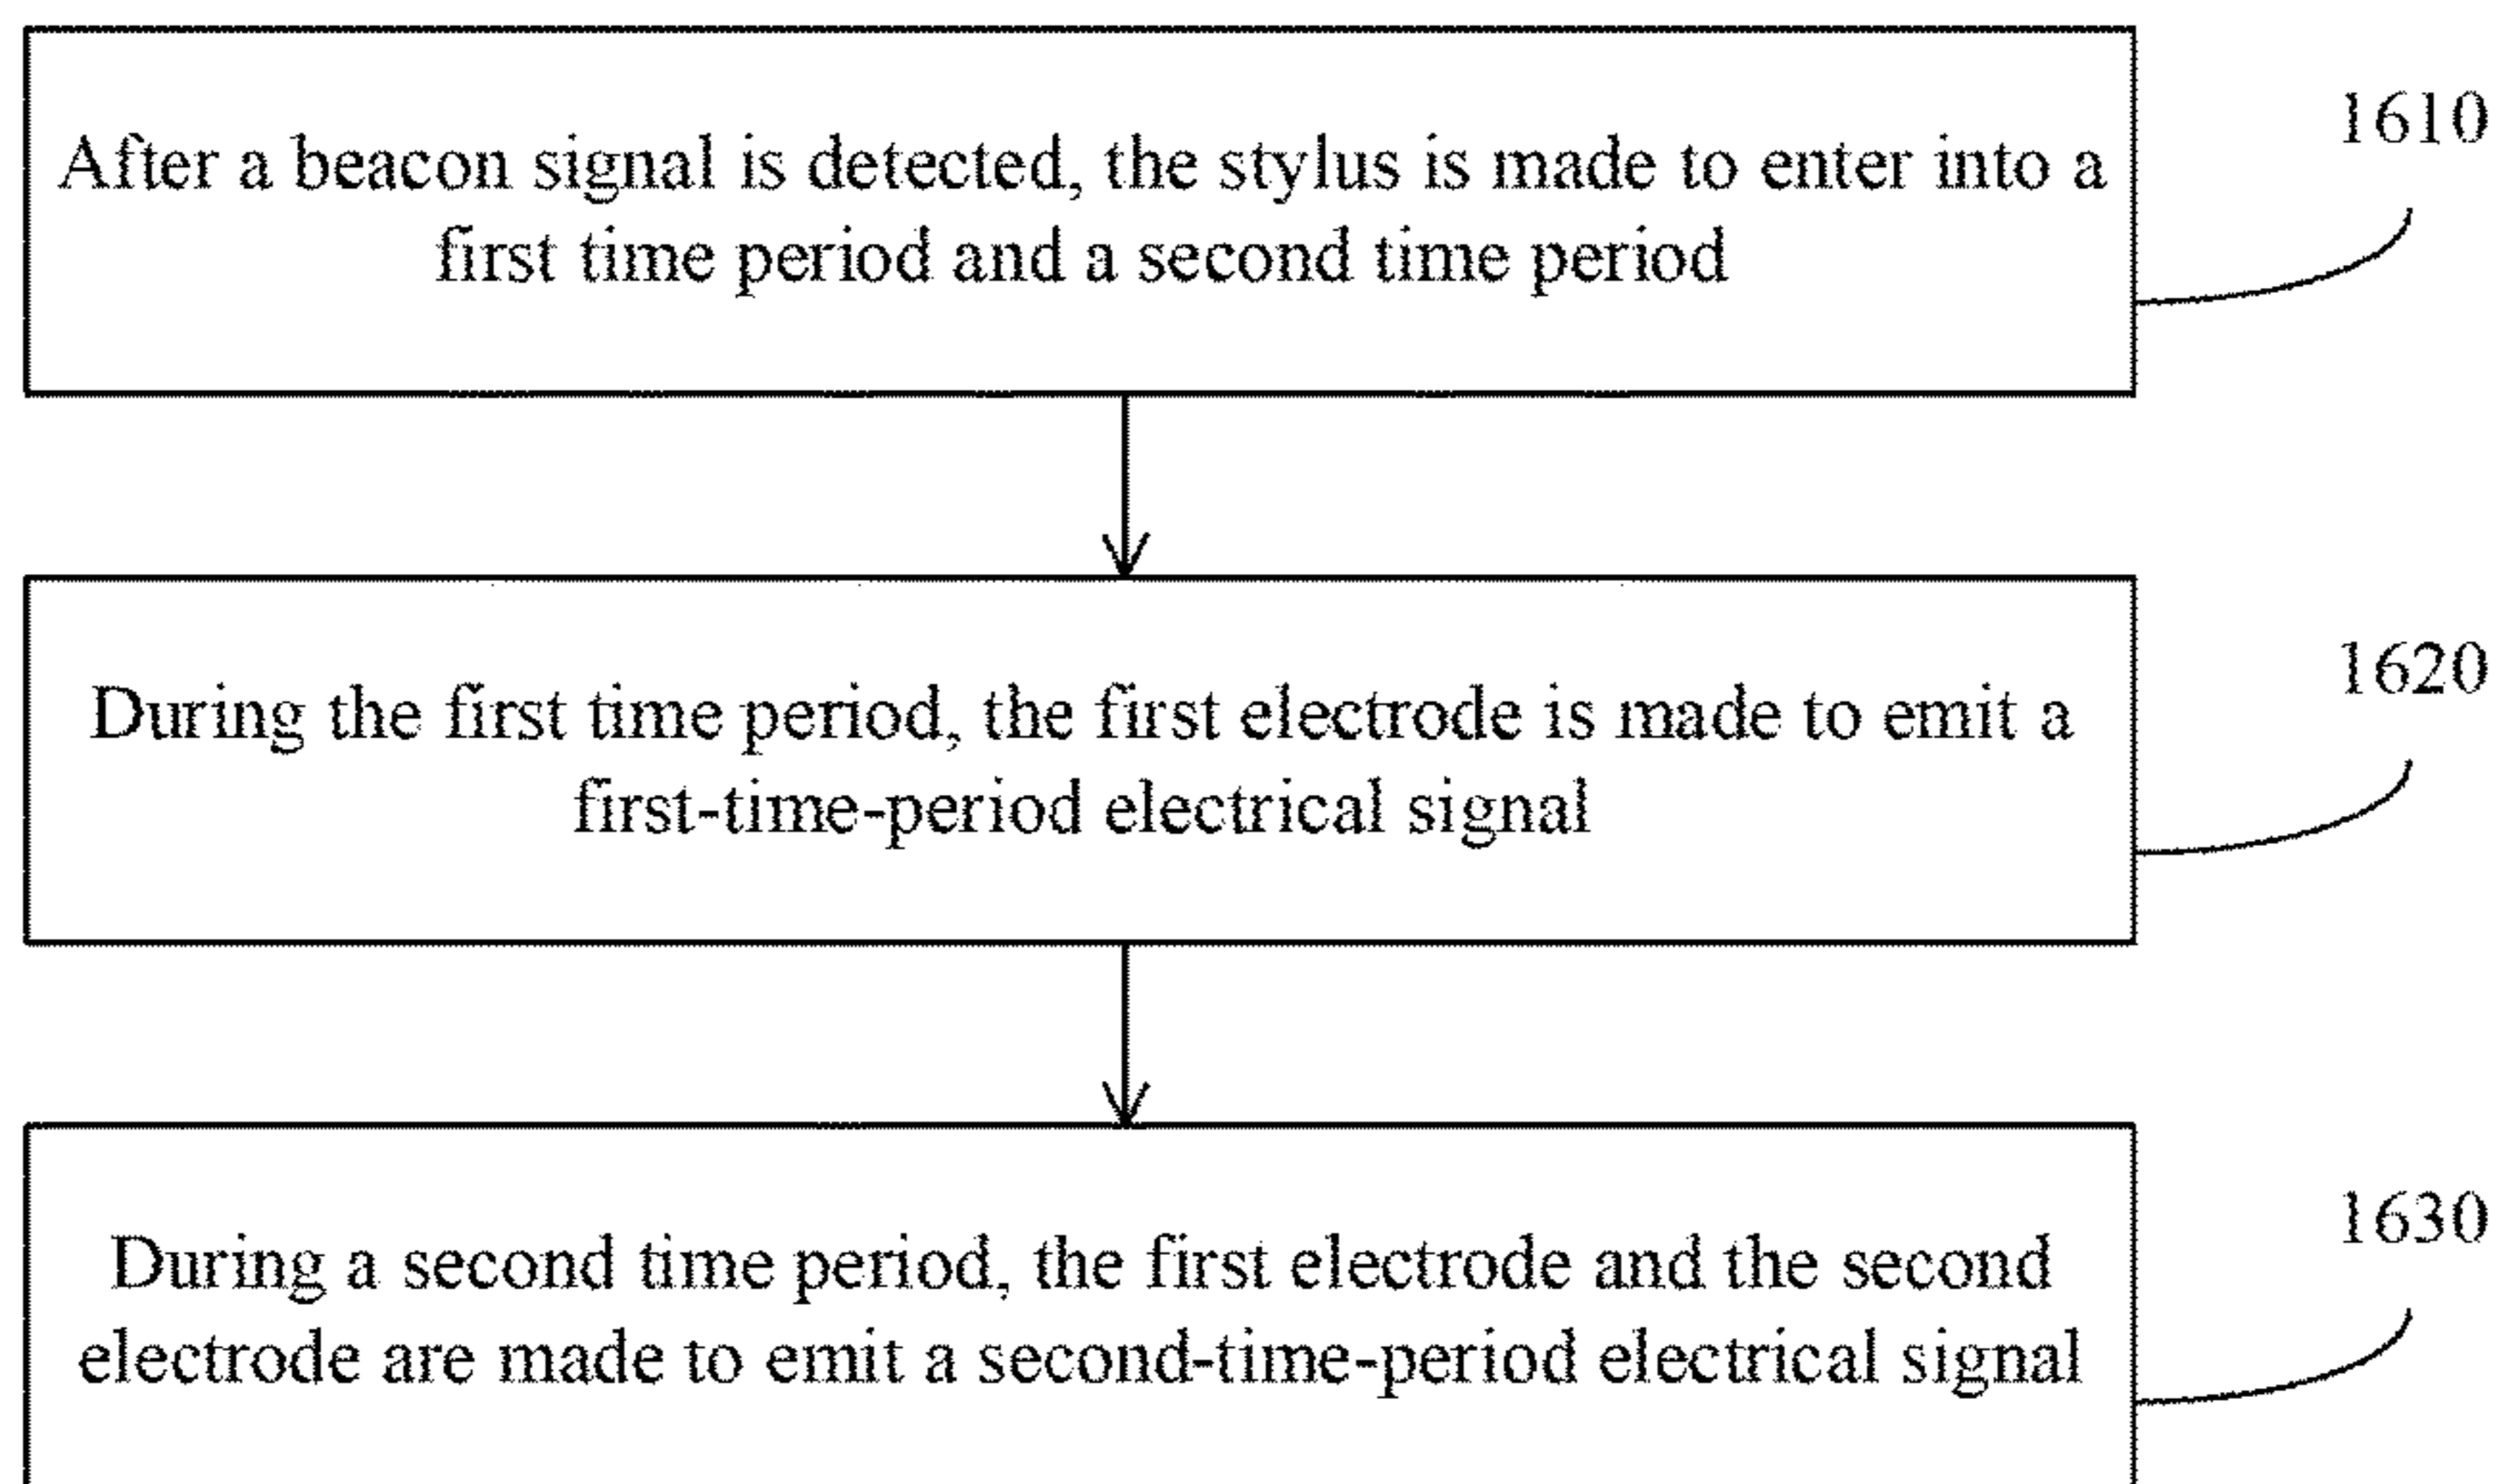 After a beacon signal is detected, the stylus is made to enter into a
first time period and a second time period
1610
During the first time period, the first electrode is made to emit a
first-time-period electrical signal
1620
During a second time period, the first electrode and the second
electrode are made to emit a second-time-period electrical signal
1630